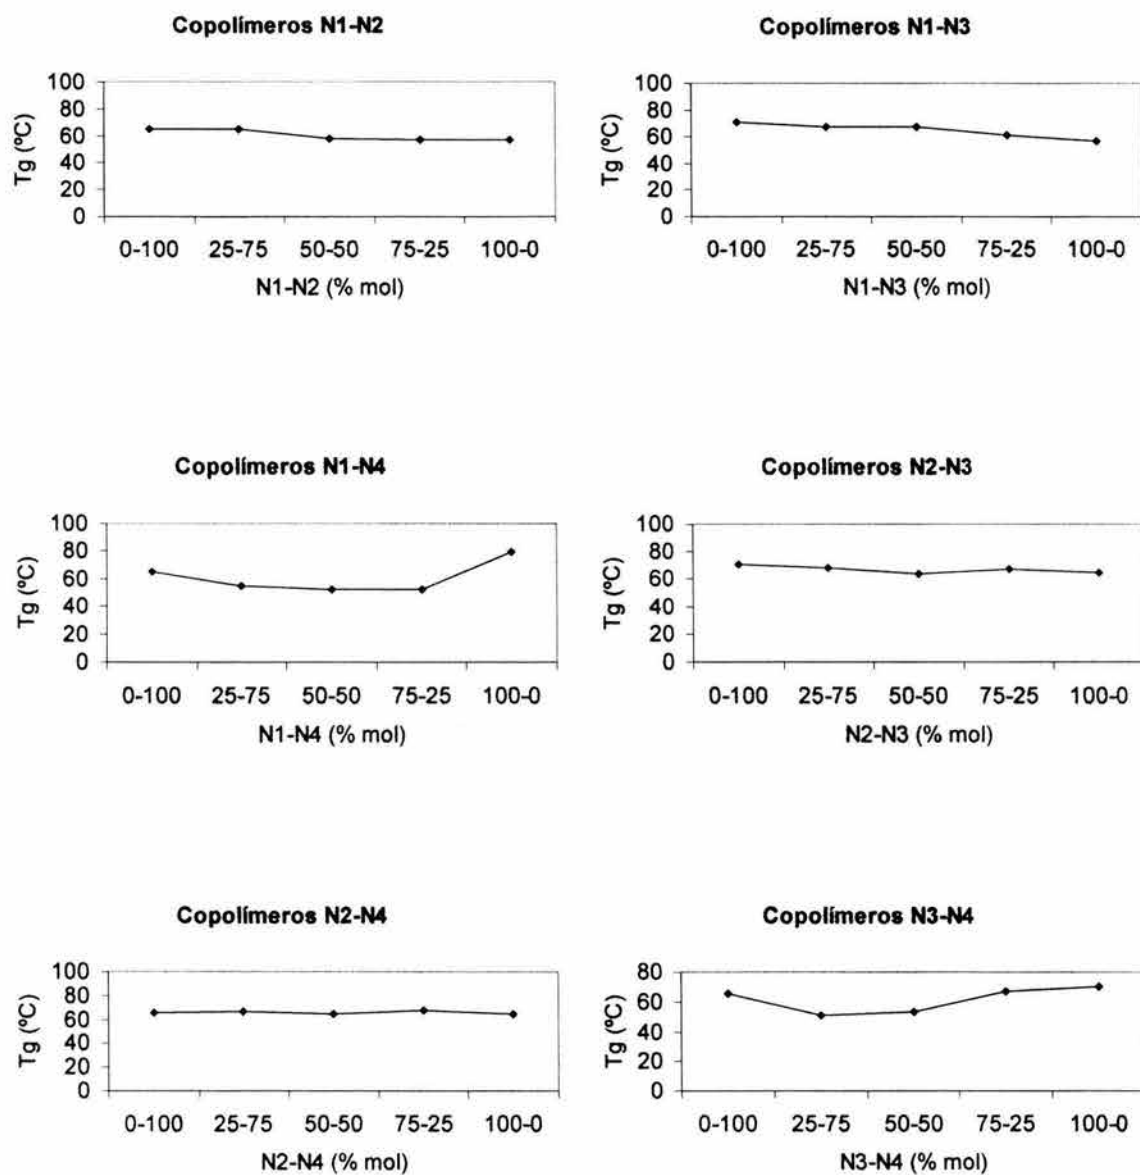 Copolímeros N1-N2
Tg (ºC)
100
80
60
40
20
0
0-100 25-75 50-50 75-25 100-0
N1-N2 (% mol)
Copolímeros N1-N3
Tg (ºC)
100
80
60
40
20
0
0-100 25-75 50-50 75-25 100-0
N1-N3 (% mol)
Copolímeros N1-N4
Tg (ºC)
100
80
60
40
20
0
0-100 25-75 50-50 75-25 100-0
N1-N4 (% mol)
Copolímeros N2-N3
Tg (ºC)
100
80
60
40
20
0
0-100 25-75 50-50 75-25 100-0
N2-N3 (% mol)
Copolímeros N2-N4
Tg (ºC)
100
80
60
40
20
0
0-100 25-75 50-50 75-25 100-0
N2-N4 (% mol)
Copolímeros N3-N4
Tg (ºC)
80
60
40
20
0
0-100 25-75 50-50 75-25 100-0
N3-N4 (% mol)